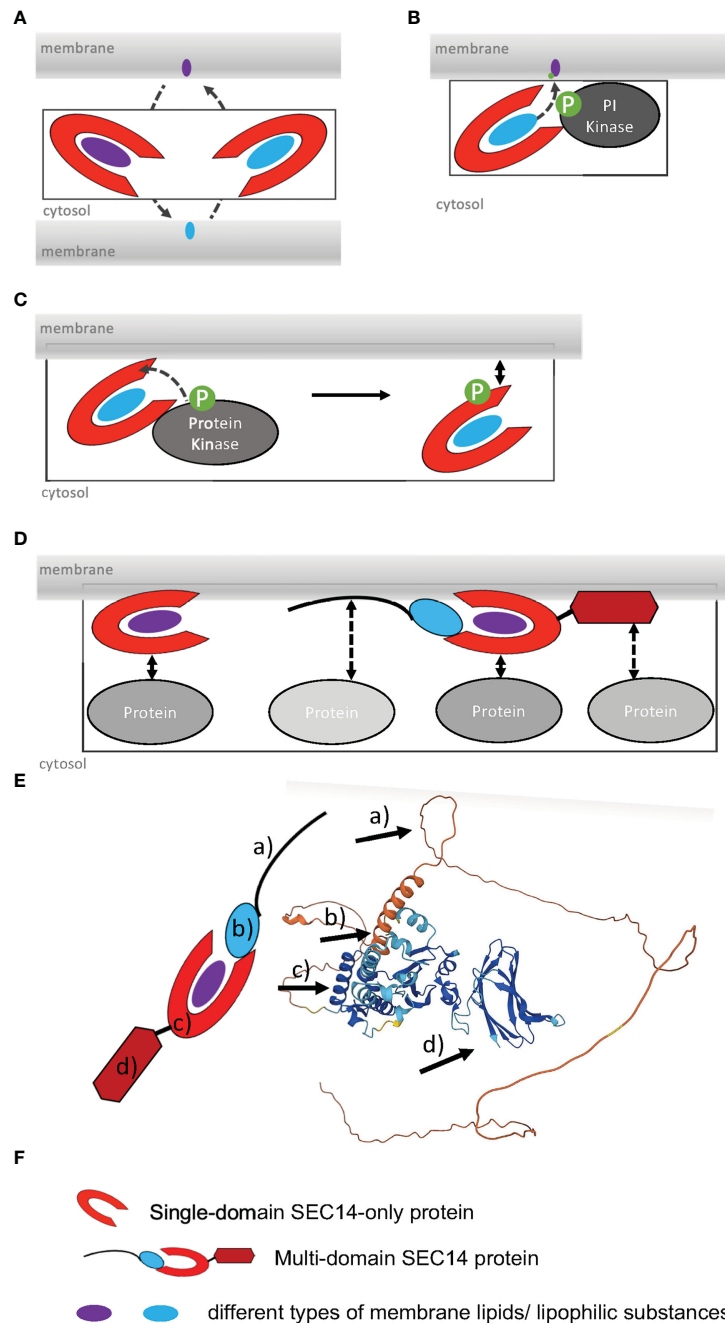 A
membrane
cytosol
membrane
B
membrane
P
PI
Kinase
cytosol
C
membrane
P
Protein
Kinase
P
cytosol
D
membrane
Protein
Protein
Protein
Protein
cytosol
E
a)
b)
c)
d)
a)
b)
c)
d)
F
Single-domain SEC14-only protein
Multi-domain SEC14 protein
different types of membrane lipids/ lipophilic substances